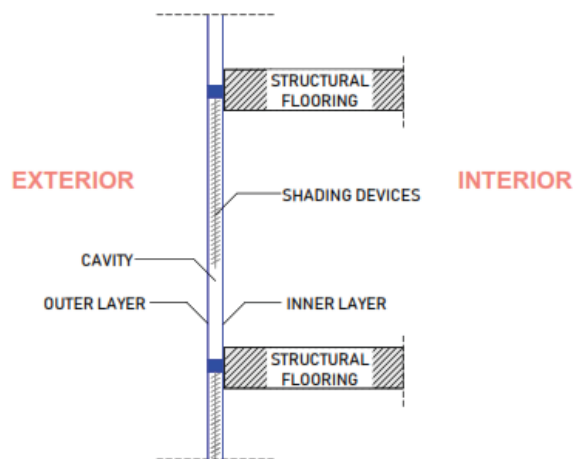 STRUCTURAL
FLOORING
EXTERIOR
INTERIOR
SHADING DEVICES
CAVITY
OUTER LAYER
INNER LAYER
STRUCTURAL
FLOORING